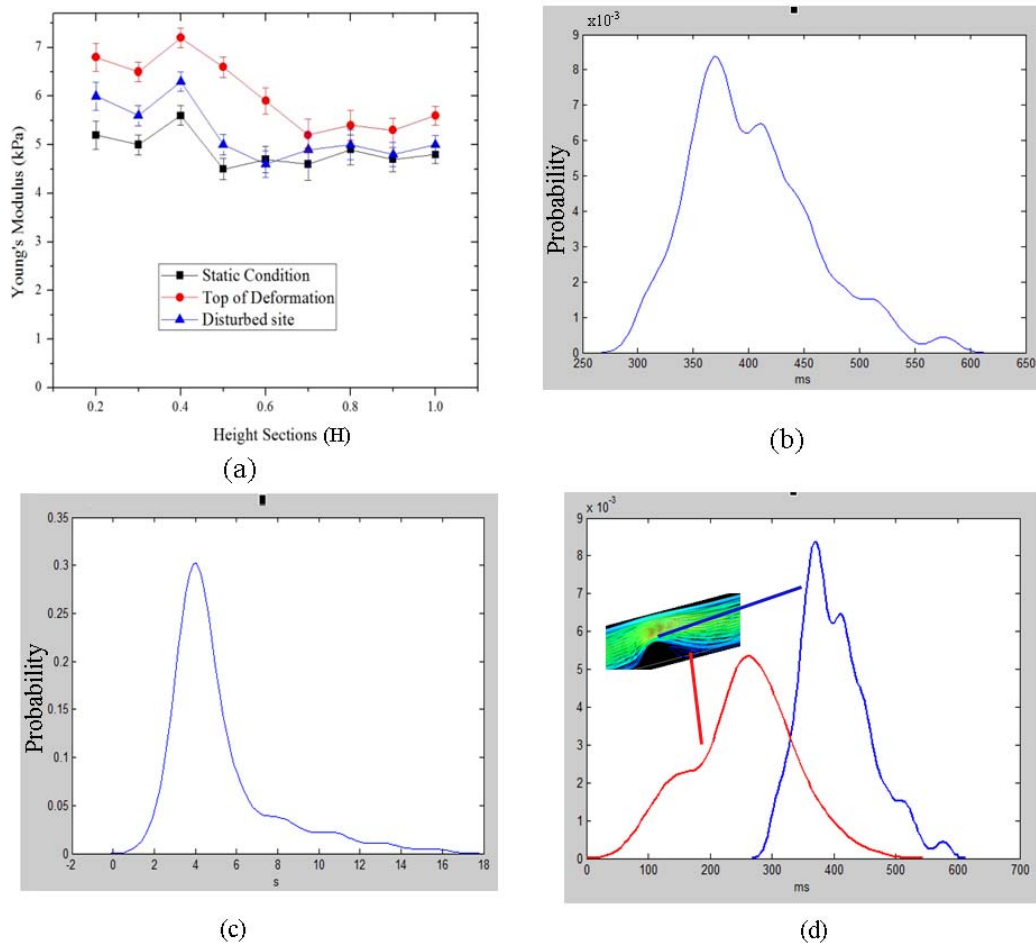 Young's Modulus (kPa)
7
6
5
4
3
2
1
0
Static Condition
Top of Deformation
Disturbed site
0.2 0.4 0.6 0.8 1.0
Height Sections (H)
(a)
x10-3
Probability
9
8
7
6
5
4
3
2
1
0
250 300 350 400 450 500 550 600 650
ms
(b)
Probability
0.35
0.3
0.25
0.2
0.15
0.1
0.05
0
-2 0 2 4 6 8 10 12 14 16 18
s
(c)
x 10-3
9
8
7
6
5
4
3
2
1
0
0 100 200 300 400 500 600 700
ms
(d)